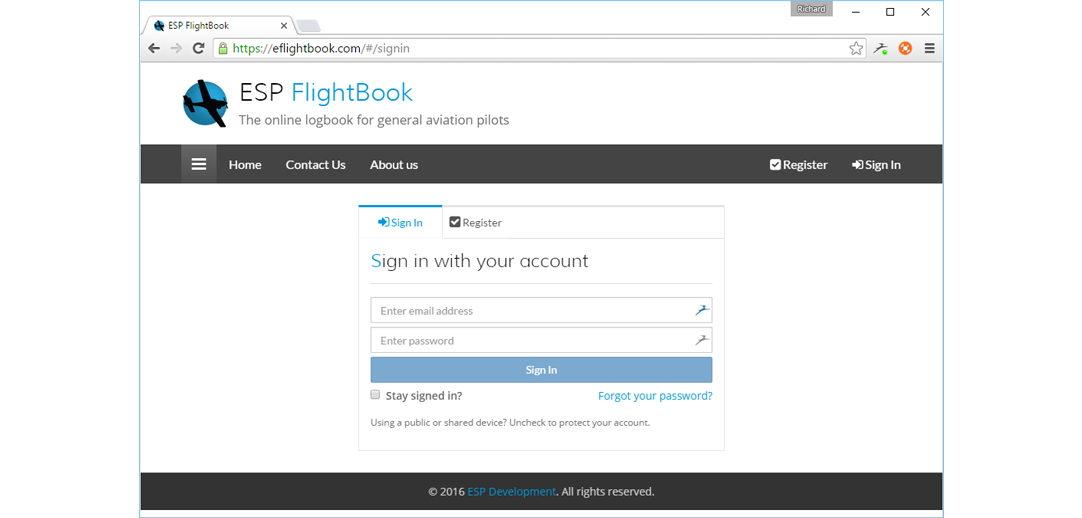 Richard
ESP FlightBook
https://eflightbook.com/#/signin
ESP FlightBook
The online logbook for general aviation pilots
Home Contact Us About us Register Sign In
Sign In Register
Sign in with your account
Enter email address
Enter password
Sign In
Stay signed in? Forgot your password?
Using a public or shared device? Uncheck to protect your account.
© 2016 ESP Development. All rights reserved.